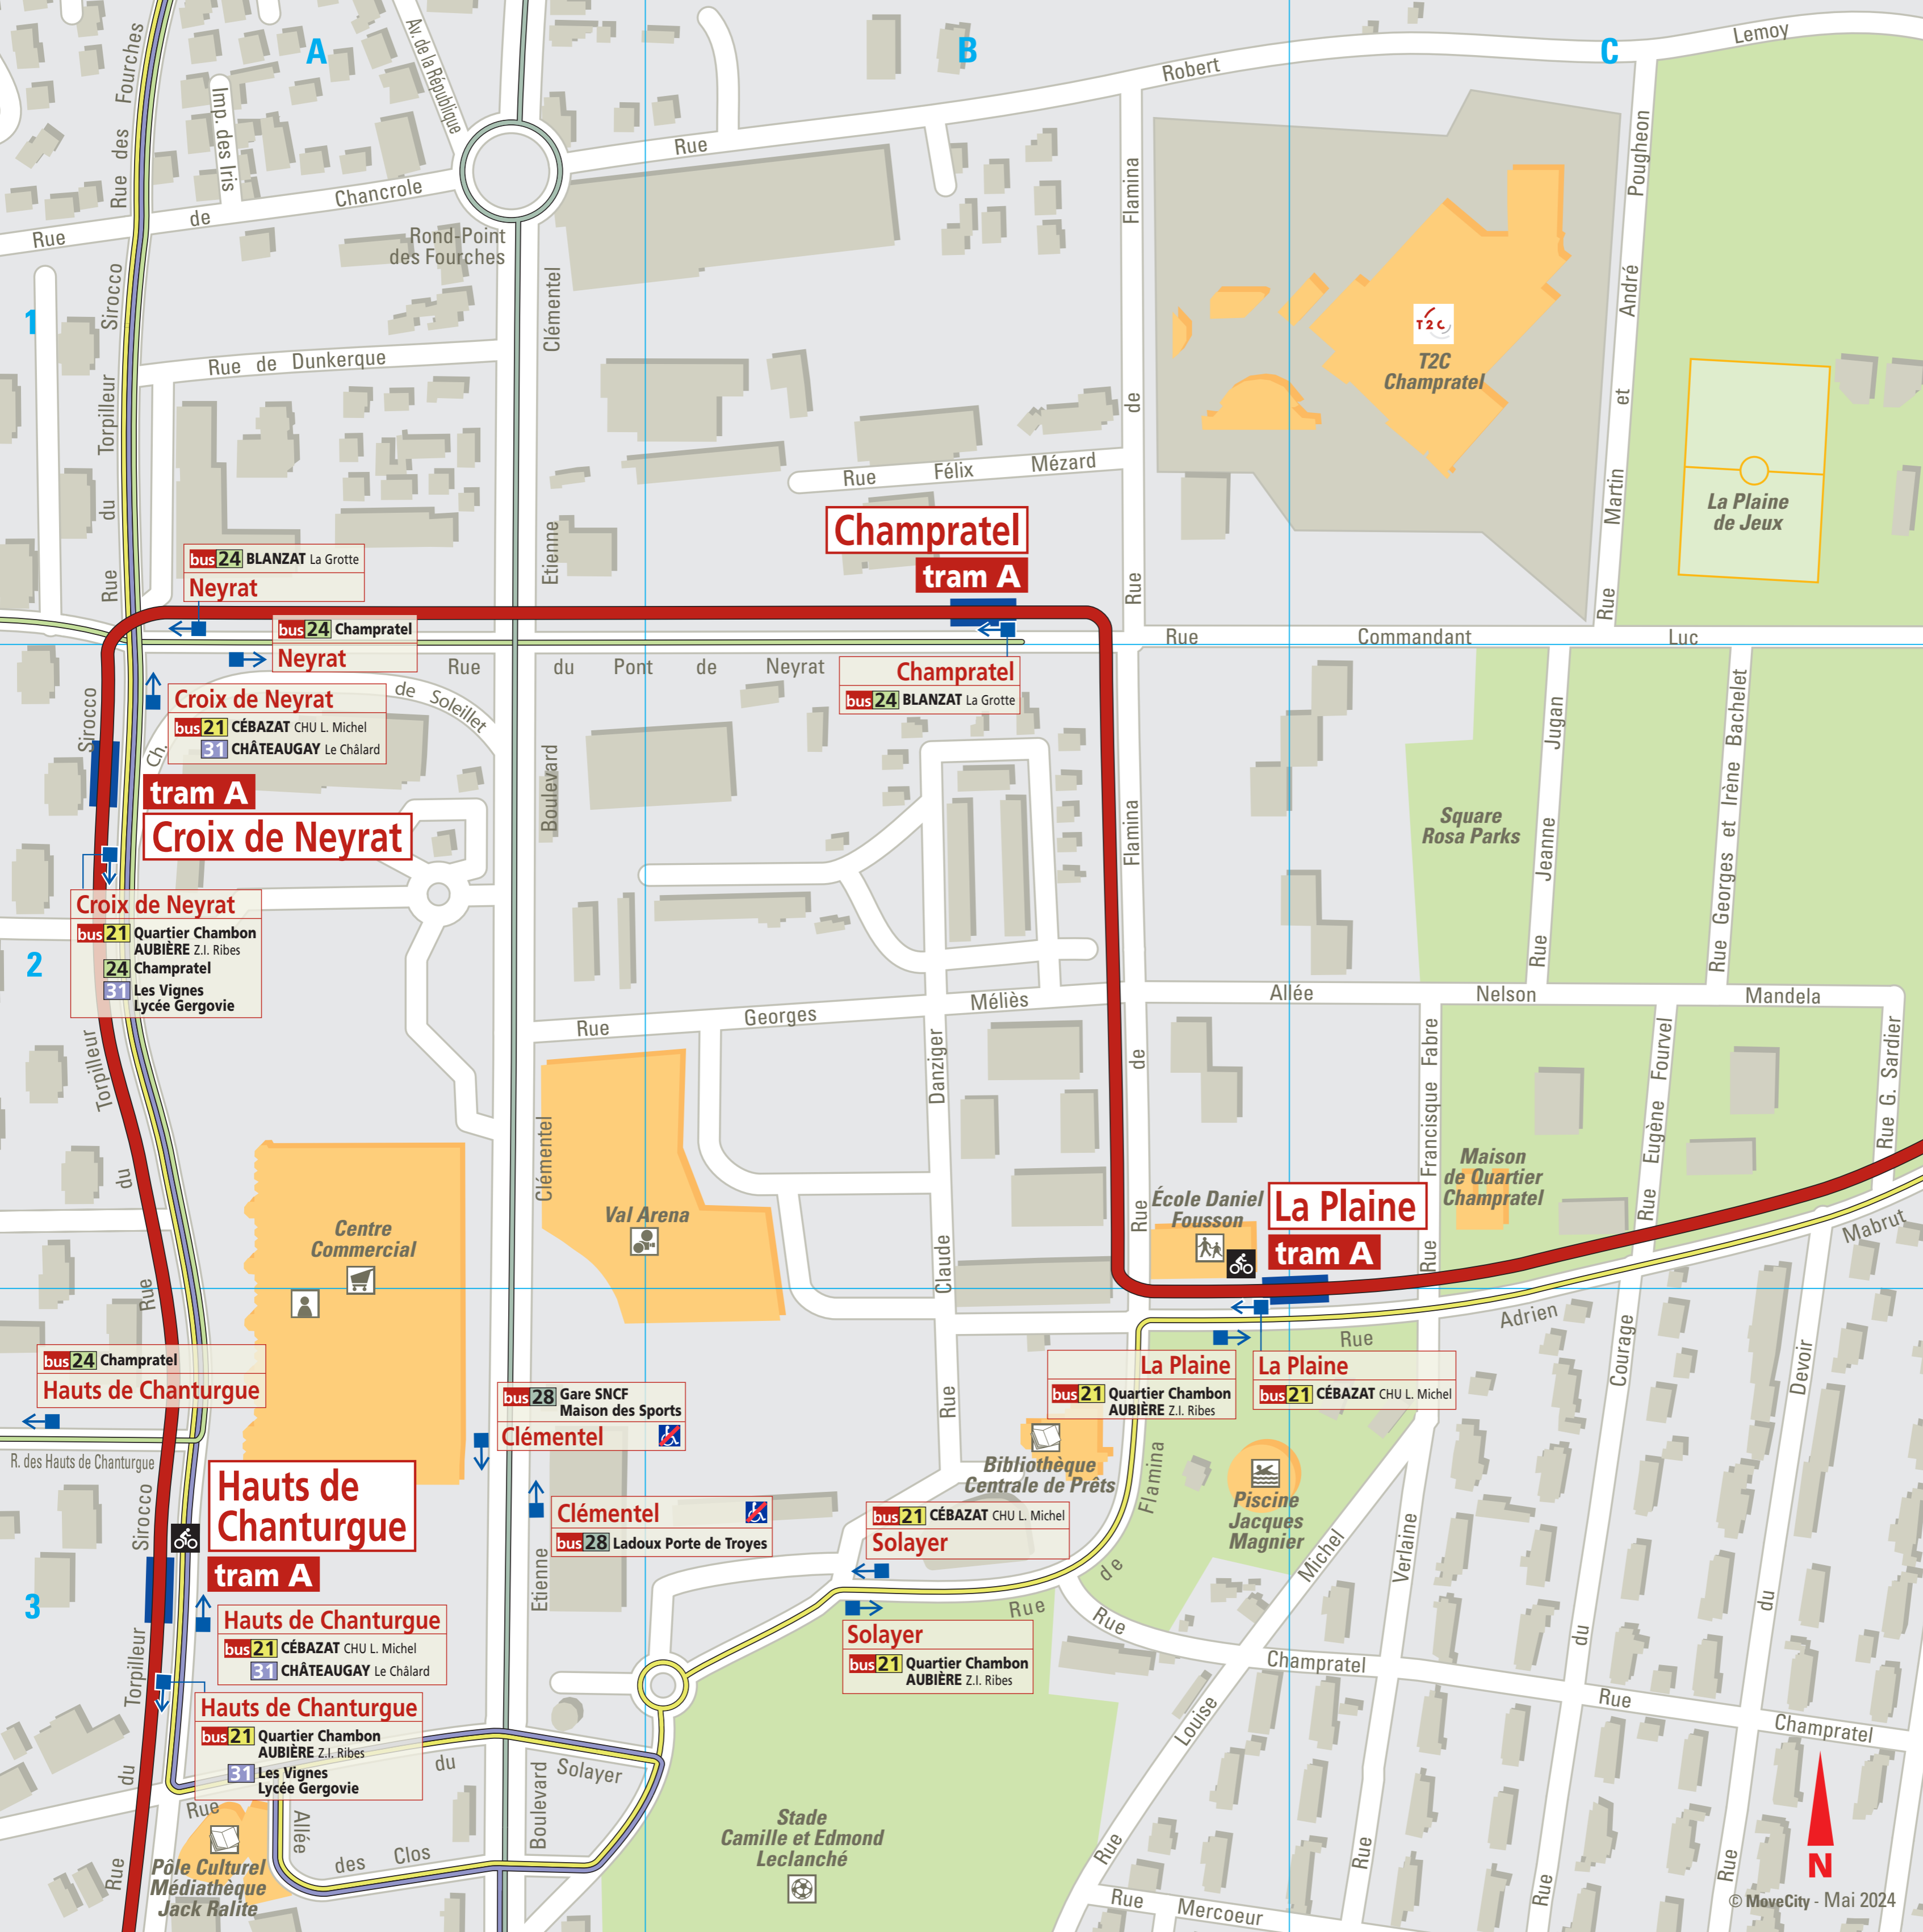 A
B
C
1
2
3
Rue des Fourches
Av. de la République
Imp. des Iris
Rue de Chancrole
Rond-Point
des Fourches
Rue Robert Lemoy
Rue du Torpilleur Sirocco
Rue de Dunkerque
Boulevard Etienne Clémentel
Rue Félix Mézard
Rue de Flamina
T2C
T2C
Champratel
Rue Martin et André Pougheon
La Plaine
de Jeux
bus 24 BLANZAT La Grotte
Neyrat
bus 24 Champratel
Neyrat
Champratel
tram A
Rue du Pont de Neyrat
Rue Commandant Luc
Champratel
bus 24 BLANZAT La Grotte
Ch. de Soleillet
Croix de Neyrat
bus 21 CÉBAZAT CHU L. Michel
31 CHÂTEAUGAY Le Châlard
tram A
Croix de Neyrat
Croix de Neyrat
bus 21 Quartier Chambon
AUBIÈRE Z.I. Ribes
24 Champratel
31 Les Vignes
Lycée Gergovie
Rue du Torpilleur Sirocco
Boulevard Etienne Clémentel
Rue de Flamina
Square
Rosa Parks
Rue Jeanne Jugan
Rue Georges et Irène Bachelet
Rue Georges Méliès
Allée Nelson Mandela
Rue Claude Danziger
Rue Francisque Fabre
Rue Eugène Fourvel
Rue G. Sardier
Maison
de Quartier
Champratel
Centre
Commercial
Val Arena
École Daniel
Fousson
La Plaine
tram A
Rue Adrien Mabrut
bus 24 Champratel
Hauts de Chanturgue
R. des Hauts de Chanturgue
bus 28 Gare SNCF
Maison des Sports
Clémentel
Clémentel
bus 28 Ladoux Porte de Troyes
La Plaine
bus 21 Quartier Chambon
AUBIÈRE Z.I. Ribes
La Plaine
bus 21 CÉBAZAT CHU L. Michel
Bibliothèque
Centrale de Prêts
Piscine
Jacques
Magnier
Hauts de
Chanturgue
tram A
Hauts de Chanturgue
bus 21 CÉBAZAT CHU L. Michel
31 CHÂTEAUGAY Le Châlard
Hauts de Chanturgue
bus 21 Quartier Chambon
AUBIÈRE Z.I. Ribes
31 Les Vignes
Lycée Gergovie
bus 21 CÉBAZAT CHU L. Michel
Solayer
Solayer
bus 21 Quartier Chambon
AUBIÈRE Z.I. Ribes
Rue de Flamina
Rue Champratel
Rue Champratel
Rue Louise Michel
Rue Verlaine
Rue du Courage
Rue du Devoir
Rue du Solayer
Allée des Clos
Pôle Culturel
Médiathèque
Jack Ralite
Stade
Camille et Edmond
Leclanché
Rue Mercoeur
N
© MoveCity - Mai 2024